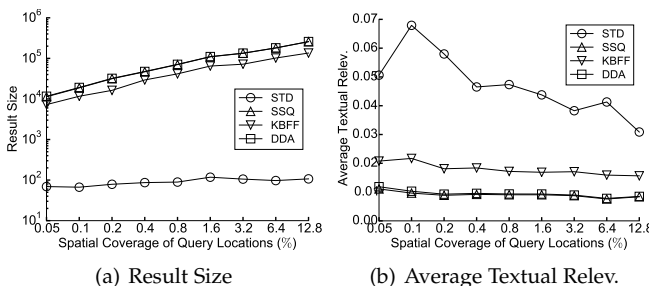 10^6
10^5
10^4
10^3
10^2
10^1
Result Size
STD
SSQ
KBFF
DDA
0.05 0.1 0.2 0.4 0.8 1.6 3.2 6.4 12.8
Spatial Coverage of Query Locations (%)
(a) Result Size
0.07
0.06
0.05
0.04
0.03
0.02
0.01
0.00
Average Textual Relev.
STD
SSQ
KBFF
DDA
0.05 0.1 0.2 0.4 0.8 1.6 3.2 6.4 12.8
Spatial Coverage of Query Locations (%)
(b) Average Textual Relev.